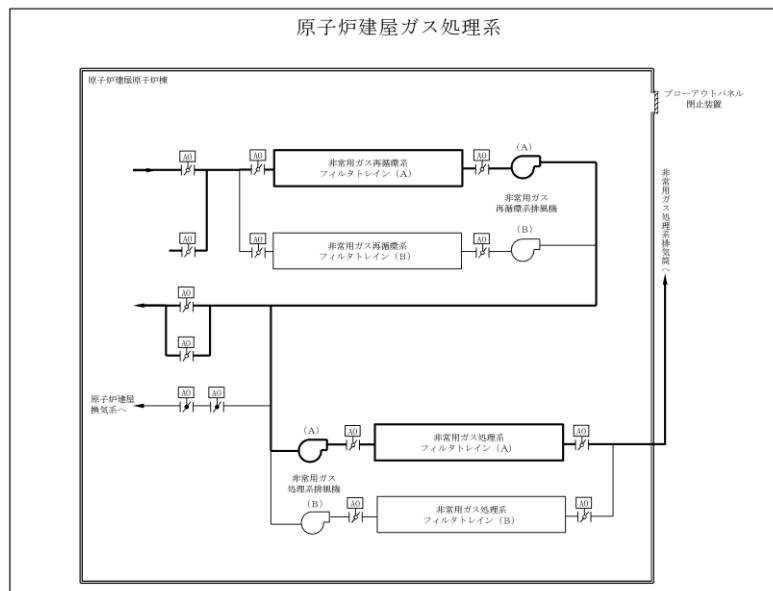 原子炉建屋ガス処理系
原子炉建屋原子炉棟
ブローアウトパネル
閉止装置
AO
AO
AO
(A)
非常用ガス再循環系
フィルタトレイン(A)
非常用ガス
再循環系排風機
非常用ガス処理系排気筒へ
AO
AO
AO
(B)
非常用ガス再循環系
フィルタトレイン(B)
AO
AO
原子炉建屋
換気系へ
AO
AO
(A)
AO
非常用ガス処理系
フィルタトレイン(A)
AO
非常用ガス
処理系排風機
(B)
AO
非常用ガス処理系
フィルタトレイン(B)
AO